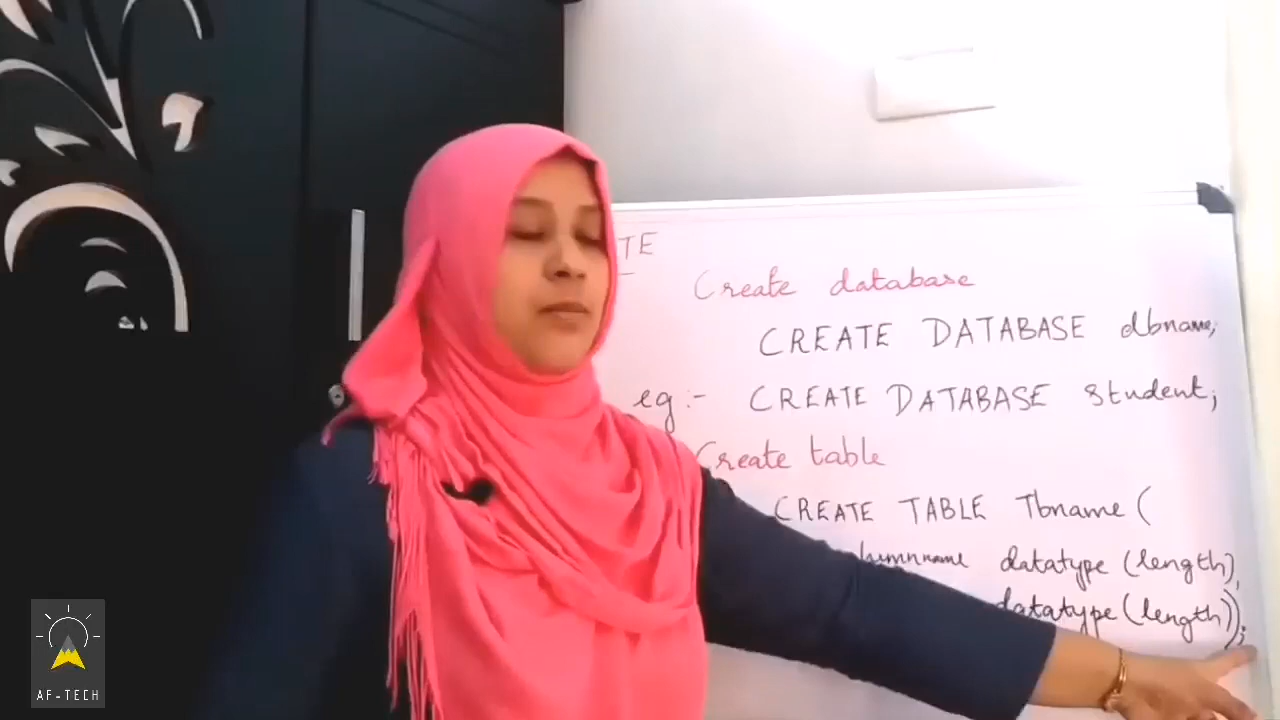 TE
Create database
CREATE DATABASE dbname;
eg:- CREATE DATABASE student;
Create table
CREATE TABLE Tbname (
lumnname datatype (length),
datatype (length));
AF-TECH